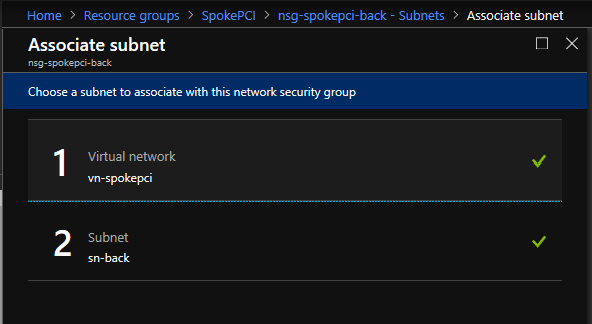 Home > Resource groups > SpokePCI > nsg-spokepci-back - Subnets > Associate subnet
Associate subnet
nsg-spokepci-back
Choose a subnet to associate with this network security group
1
Virtual network
vn-spokepci
2
Subnet
sn-back